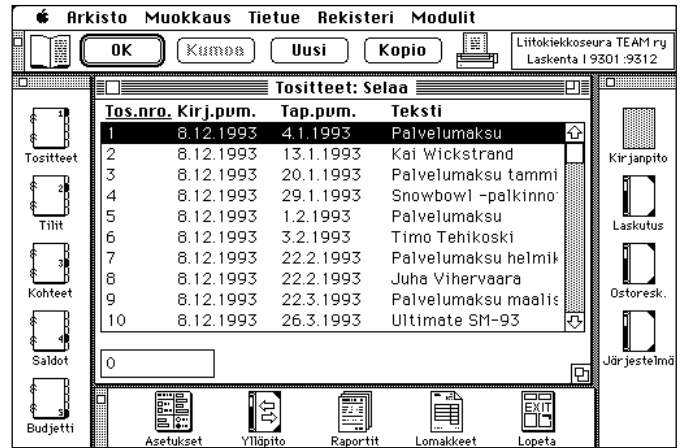 Arkisto Muokkaus Tietue Rekisteri Modulit
OK Kumoa Uusi Kopio
Liitokiekkoseura TEAM ry
Laskenta I 9301 :9312
Tositteet: Selaa
Tos.nro. Kirj.pvm. Tap.pvm. Teksti
1 8.12.1993 4.1.1993 Palvelumaksu
2 8.12.1993 13.1.1993 Kai Wickstrand
3 8.12.1993 20.1.1993 Palvelumaksu tammi
4 8.12.1993 29.1.1993 Snowbowl -palkinno
5 8.12.1993 1.2.1993 Palvelumaksu
6 8.12.1993 3.2.1993 Timo Tehikoski
7 8.12.1993 22.2.1993 Palvelumaksu helmik
8 8.12.1993 22.2.1993 Juha Vihervaara
9 8.12.1993 22.3.1993 Palvelumaksu maalis
10 8.12.1993 26.3.1993 Ultimate SM-93
0
1
Tositteet
2
Tilit
3
Kohteet
4
Saldot
5
Budjetti
Kirjanpito
Laskutus
Ostoresk.
Järjestelmä
EXIT
Asetukset Ylläpito Raportit Lomakkeet Lopeta